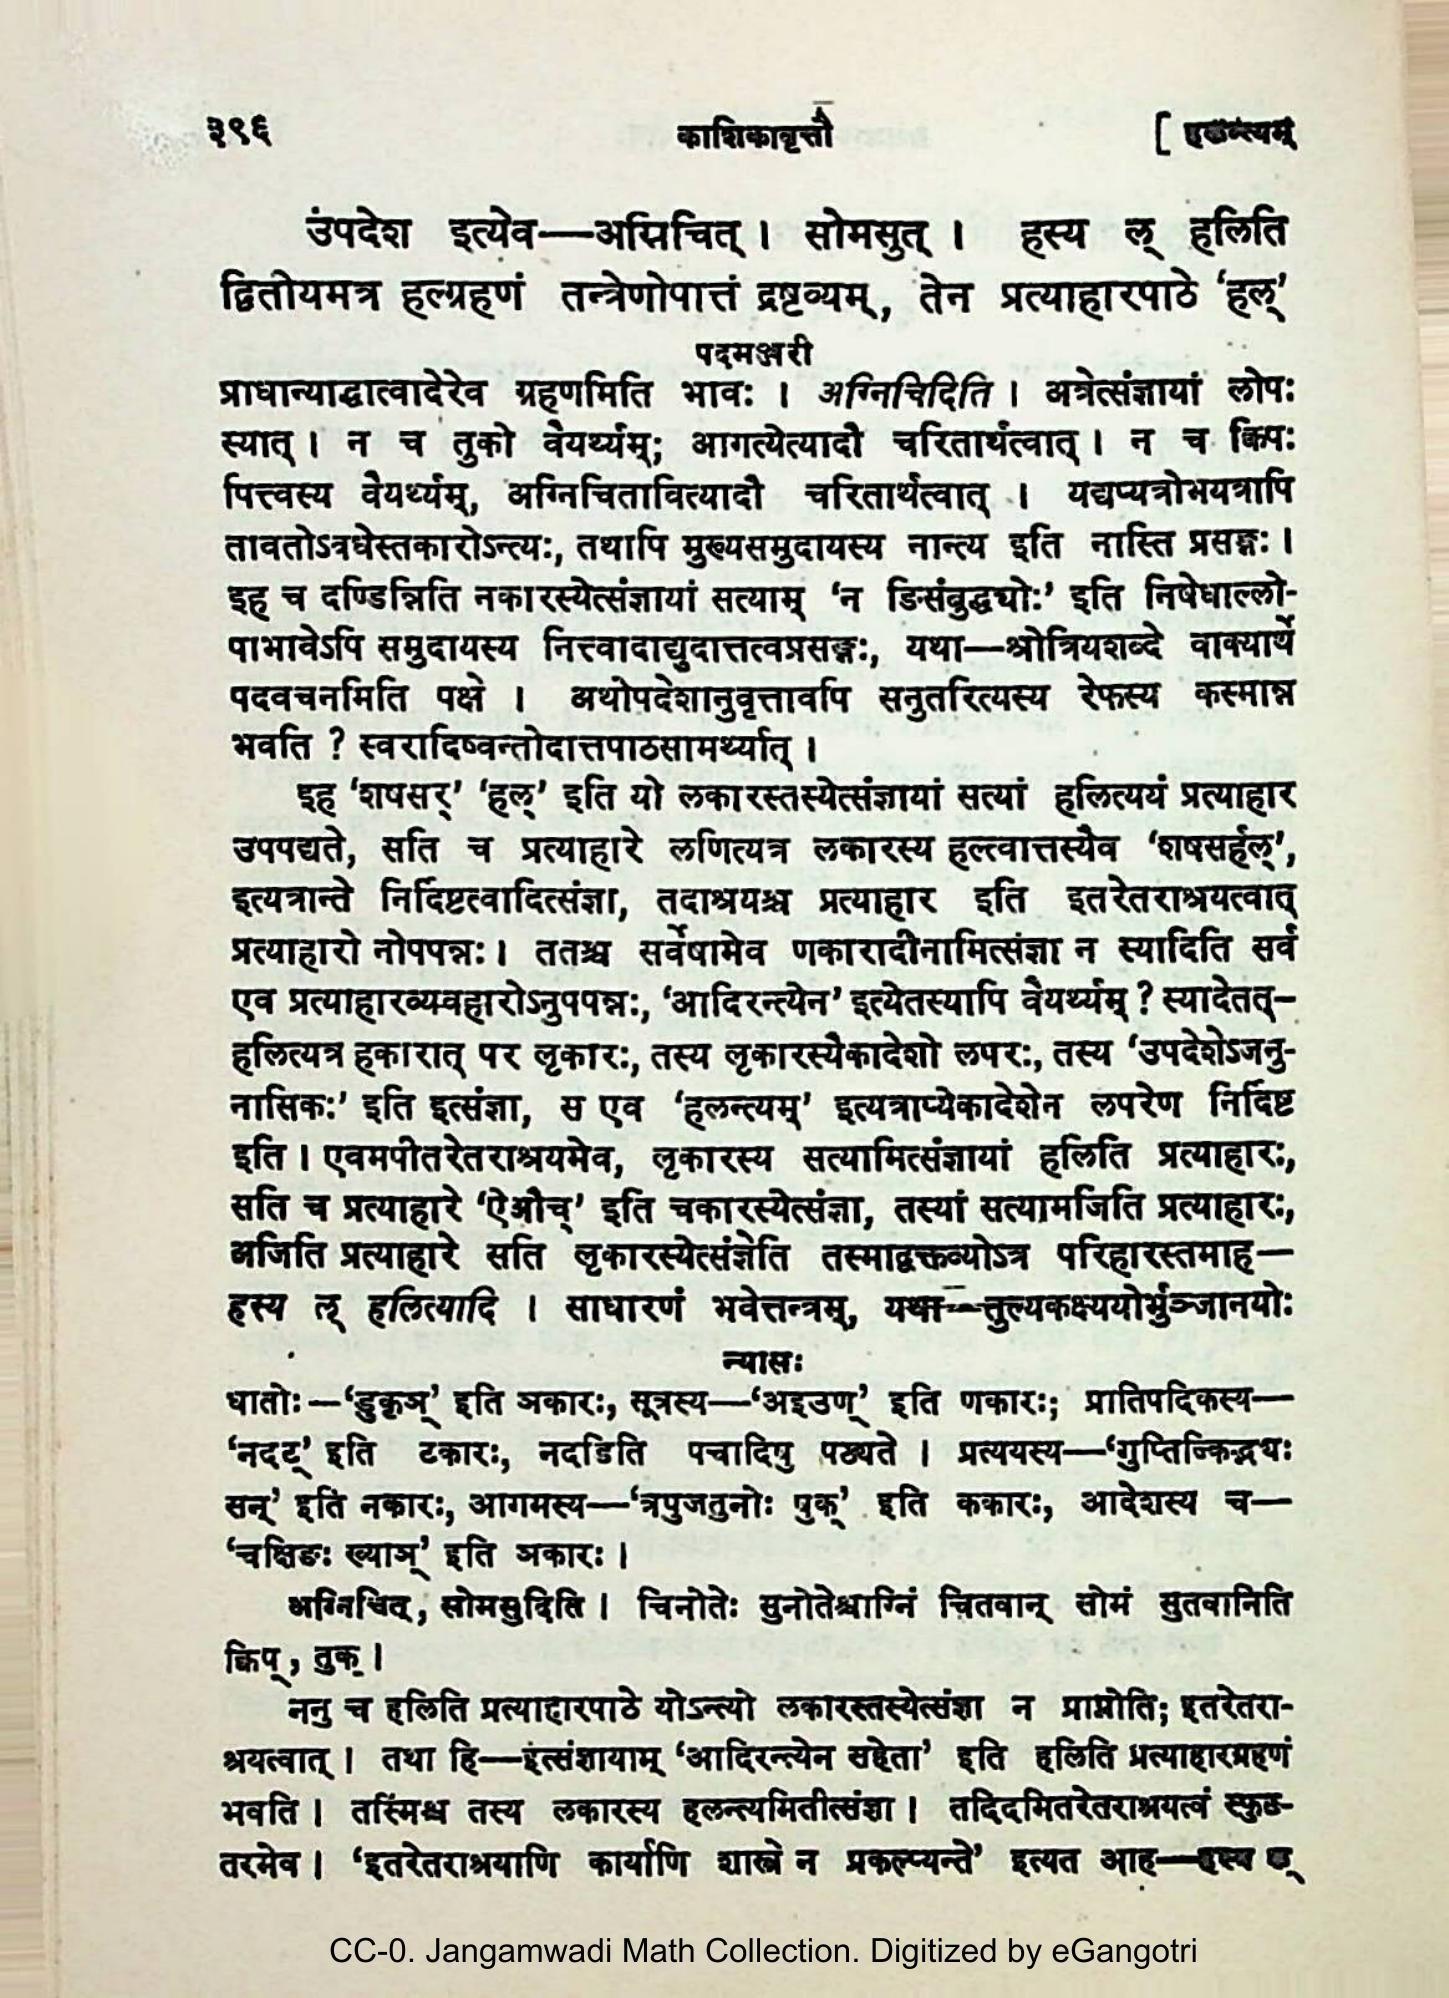 ३९६ काशिकावृत्तौ [ हलन्त्यम्
उपदेश इत्येव—अग्निचित् । सोमसुत् । हस्य ल् हलिति
द्वितीयमत्र हल्ग्रहणं तन्त्रेणोपात्तं द्रष्टव्यम्, तेन प्रत्याहारपाठे ‘हल्’
पदमञ्जरी
प्राधान्याद्धात्वादेरेव ग्रहणमिति भावः । अग्निचिदिति । अत्रेत्संज्ञायां लोपः
स्यात् । न च तुको वैयर्थ्यम्; आगत्येत्यादौ चरितार्थत्वात् । न च क्विपः
पित्त्वस्य वैयर्थ्यम्, अग्निचितावित्यादौ चरितार्थत्वात् । यद्यप्यत्रोभयत्रापि
तावतोऽत्रधेस्तकारोऽन्त्यः, तथापि मुख्यसमुदायस्य नान्त्य इति नास्ति प्रसङ्गः ।
इह च दण्डिन्निति नकारस्येत्संज्ञायां सत्याम् ‘न ङिसंबुद्ध्योः’ इति निषेधाल्लो-
पाभावेऽपि समुदायस्य नित्त्वादाद्युदात्तत्वप्रसङ्गः, यथा—श्रोत्रियशब्दे वाक्यार्थे
पदवचनमिति पक्षे । अथोपदेशानुवृत्तावपि सनुतरित्यस्य रेफस्य कस्मान्न
भवति ? स्वरादिष्वन्तोदात्तपाठसामर्थ्यात् ।
इह ‘शषसर्’ ‘हल्’ इति यो लकारस्तस्येत्संज्ञायां सत्यां हलित्ययं प्रत्याहार
उपपद्यते, सति च प्रत्याहारे लणित्यत्र लकारस्य हल्त्वात्तस्यैव ‘शषसर्हल्’,
इत्यत्रान्ते निर्दिष्टत्वादित्संज्ञा, तदाश्रयश्च प्रत्याहार इति इतरेतराश्रयत्वात्
प्रत्याहारो नोपपन्नः । ततश्च सर्वेषामेव णकारादीनामित्संज्ञा न स्यादिति सर्व
एव प्रत्याहारव्यवहारोऽनुपपन्नः, ‘आदिरन्त्येन’ इत्येतस्यापि वैयर्थ्यम् ? स्यादेतत्–
हलित्यत्र हकारात् पर लृकारः, तस्य लृकारस्यैकादेशो लपरः, तस्य ‘उपदेशेऽजनु-
नासिकः’ इति इत्संज्ञा, स एव ‘हलन्त्यम्’ इत्यत्राप्येकादेशेन लपरेण निर्दिष्ट
इति । एवमपीतरेतराश्रयमेव, लृकारस्य सत्यामित्संज्ञायां हलिति प्रत्याहारः,
सति च प्रत्याहारे ‘ऐऔच्’ इति चकारस्येत्संज्ञा, तस्यां सत्यामजिति प्रत्याहारः,
अजिति प्रत्याहारे सति लृकारस्येत्संज्ञेति तस्माद्वक्तव्योऽत्र परिहारस्तमाह—
हस्य ल् हलित्यादि । साधारणं भवेत्तन्त्रम्, यथा—तुल्यकक्ष्ययोर्भुञ्जानयोः
न्यासः
धातोः—‘डुकृञ्’ इति ञकारः, सूत्रस्य—‘अइउण्’ इति णकारः; प्रातिपदिकस्य—
‘नदट्’ इति टकारः, नदडिति पचादिषु पठ्यते । प्रत्ययस्य—‘गुप्तिज्किद्भ्यः
सन्’ इति नकारः, आगमस्य—‘त्रपुजतुनोः षुक्’ इति ककारः, आदेशस्य च—
‘चक्षिङः ख्याञ्’ इति ञकारः ।
अग्निचित्, सोमसुदिति । चिनोतेः सुनोतेश्चाग्निं चितवान् सोमं सुतवानिति
क्विप्, तुक् ।
ननु च हलिति प्रत्याहारपाठे योऽन्त्यो लकारस्तस्येत्संज्ञा न प्राप्नोति; इतरेतरा-
श्रयत्वात् । तथा हि—इत्संज्ञायाम् ‘आदिरन्त्येन सहेता’ इति हलिति प्रत्याहारग्रहणं
भवति । तस्मिंश्च तस्य लकारस्य हलन्त्यमितीत्संज्ञा । तदिदमितरेतराश्रयत्वं स्फुट-
तरमेव । ‘इतरेतराश्रयाणि कार्याणि शास्त्रे न प्रकल्प्यन्ते’ इत्यत आह—हस्य ल्
CC-0. Jangamwadi Math Collection. Digitized by eGangotri